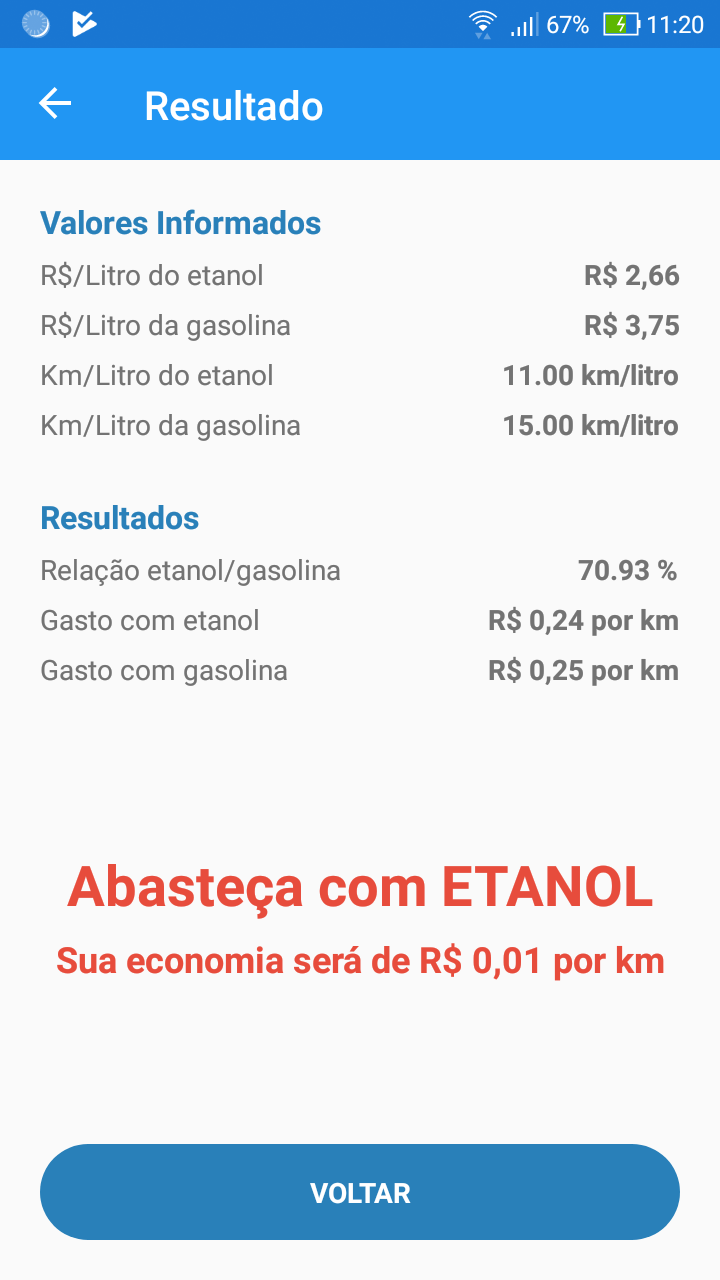 67% 11:20
Resultado
Valores Informados
R$/Litro do etanol R$ 2,66
R$/Litro da gasolina R$ 3,75
Km/Litro do etanol 11.00 km/litro
Km/Litro da gasolina 15.00 km/litro
Resultados
Relação etanol/gasolina 70.93 %
Gasto com etanol R$ 0,24 por km
Gasto com gasolina R$ 0,25 por km
Abasteça com ETANOL
Sua economia será de R$ 0,01 por km
VOLTAR